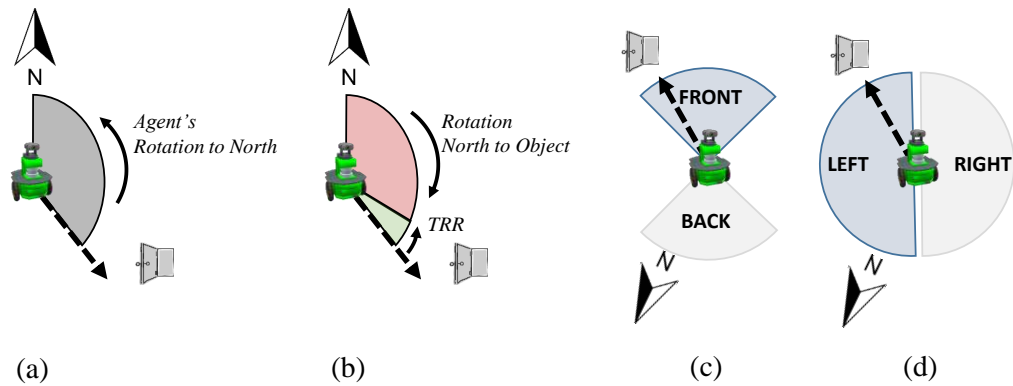 N
Agent's
Rotation to North
(a)
N
Rotation
North to Object
TRR
(b)
FRONT
BACK
N
(c)
LEFT
RIGHT
N
(d)